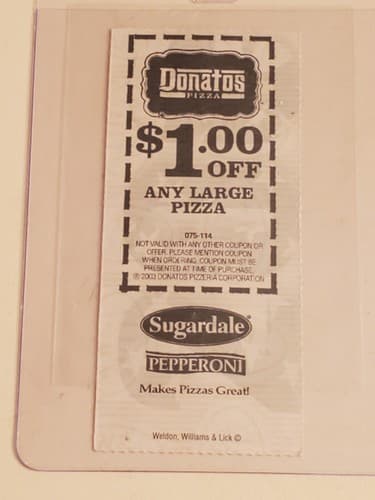 Donatos
PIZZA
$1.00
OFF
ANY LARGE
PIZZA
075-114
NOT VALID WITH ANY OTHER COUPON OR
OFFER. PLEASE MENTION COUPON
WHEN ORDERING. COUPON MUST BE
PRESENTED AT TIME OF PURCHASE.
© 2003 DONATOS PIZZERIA CORPORATION
Sugardale®
PEPPERONI
Makes Pizzas Great!
Weldon, Williams & Lick ©